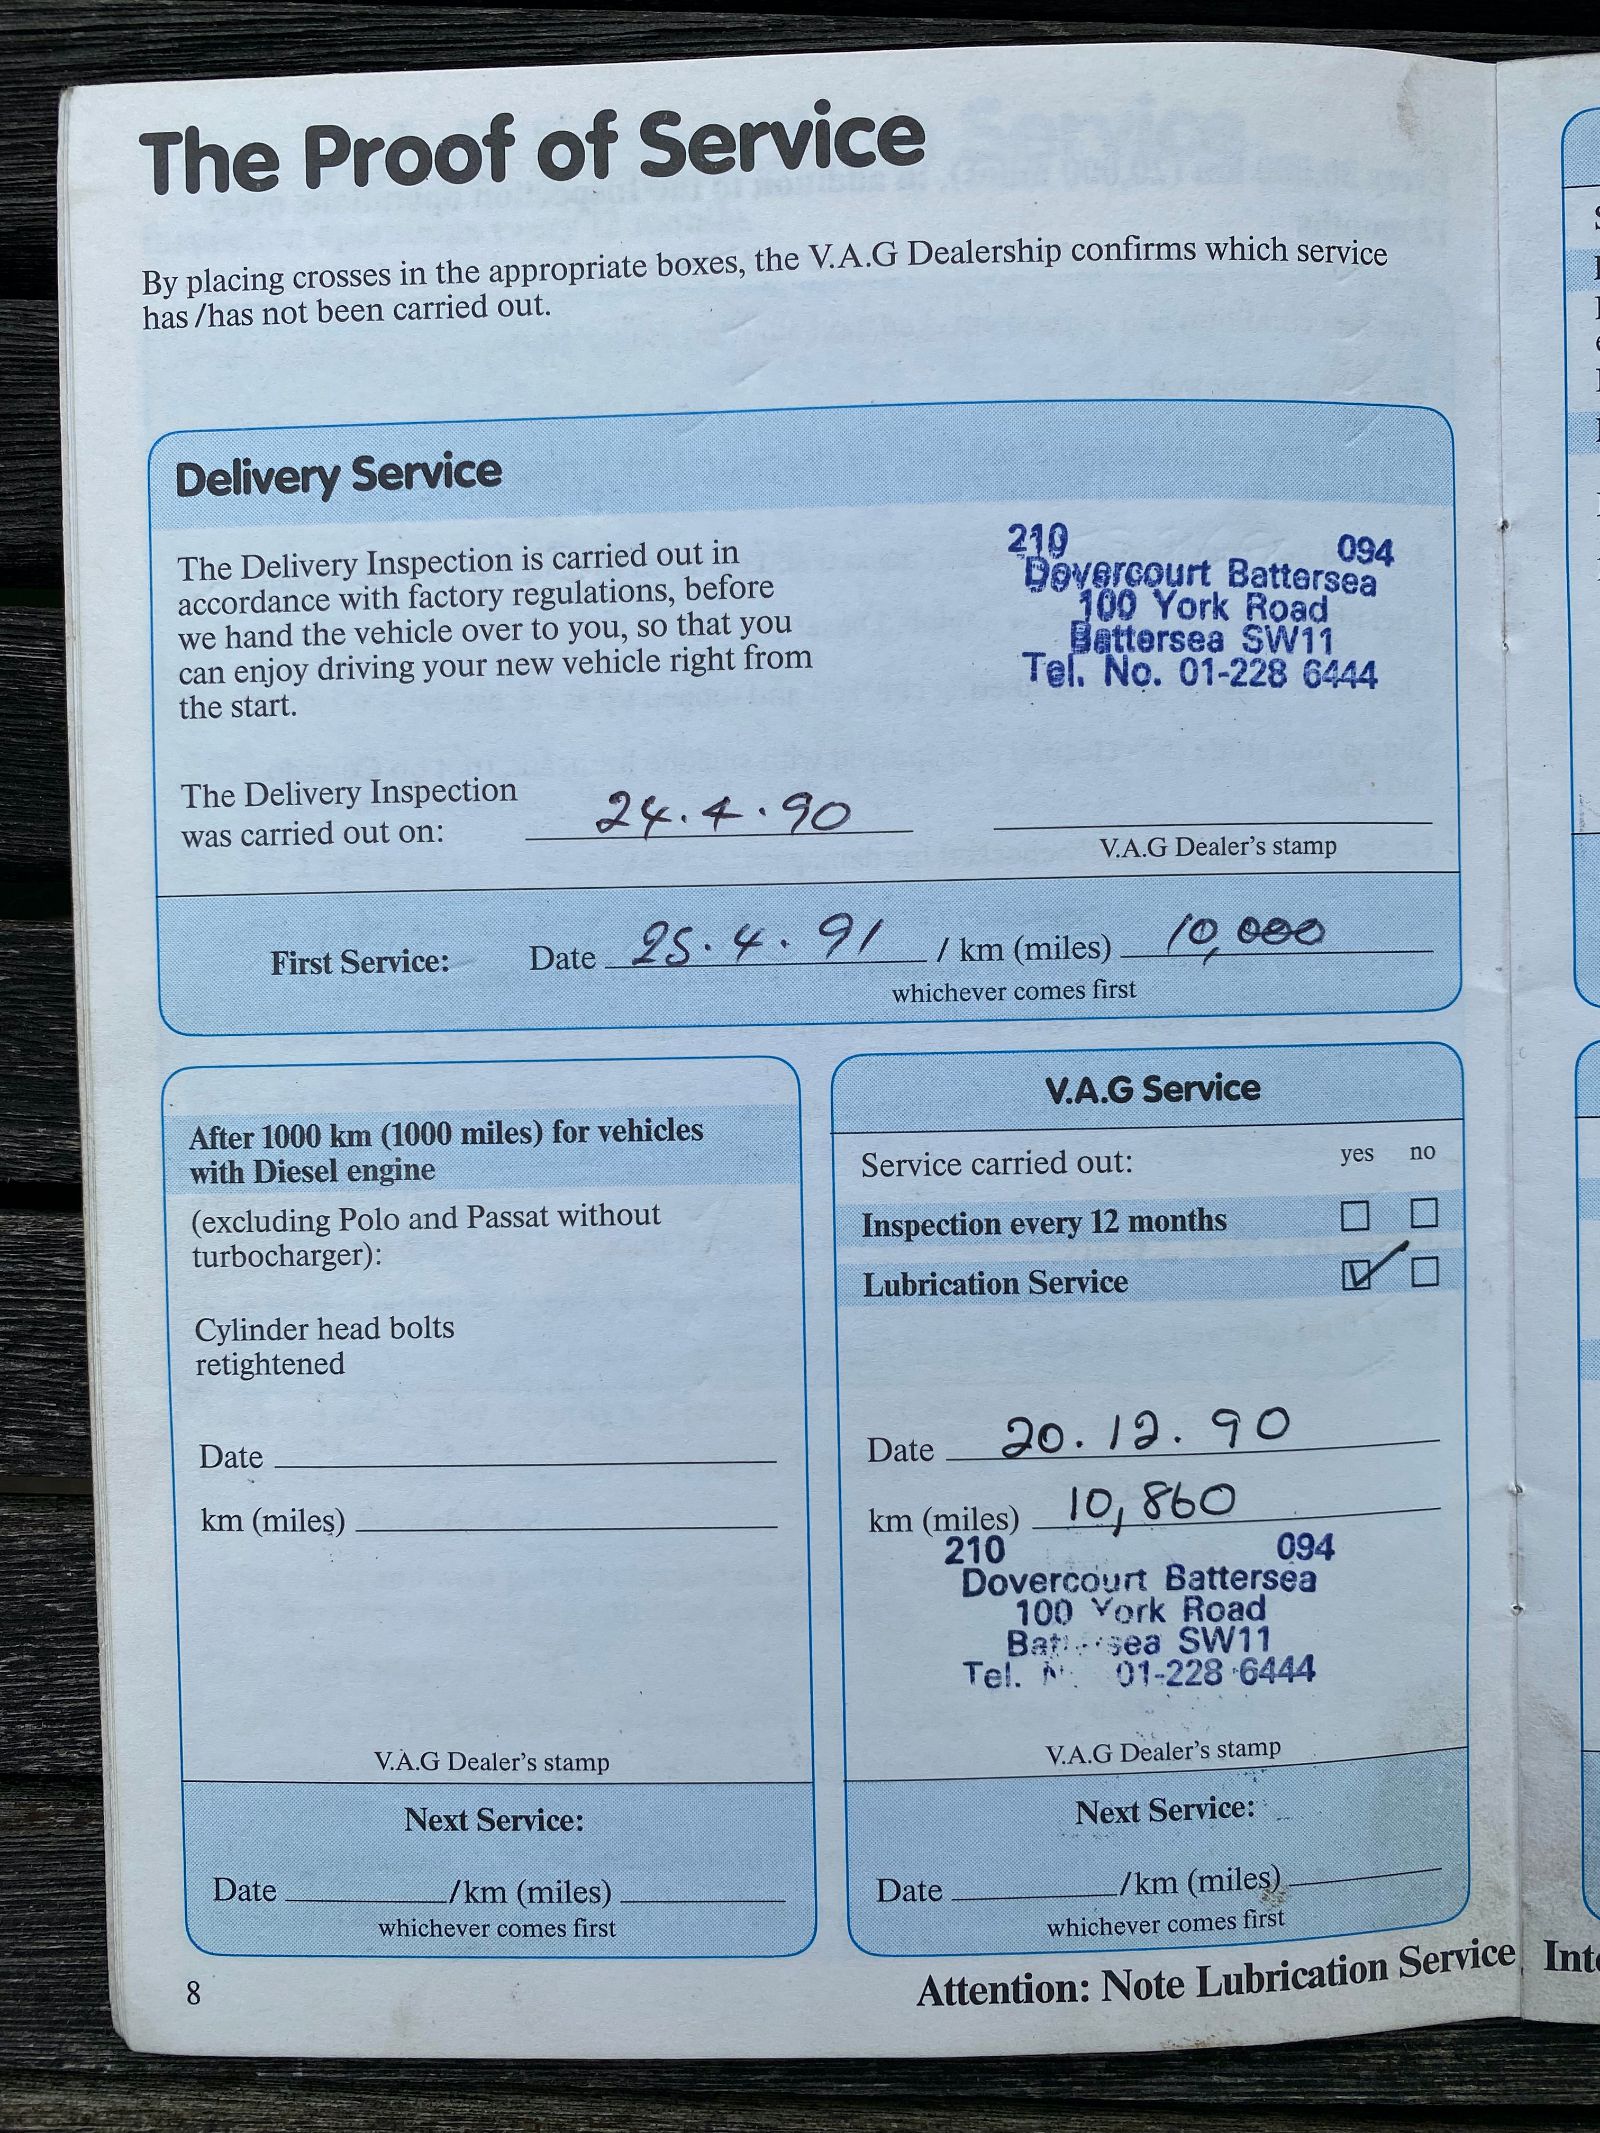 The Proof of Service
By placing crosses in the appropriate boxes, the V.A.G Dealership confirms which service
has /has not been carried out.
Delivery Service
The Delivery Inspection is carried out in
accordance with factory regulations, before
we hand the vehicle over to you, so that you
can enjoy driving your new vehicle right from
the start.
210 094
Dovercourt Battersea
100 York Road
Battersea SW11
Tel. No. 01-228 6444
The Delivery Inspection
was carried out on: 24.4.90
V.A.G Dealer's stamp
First Service: Date 25.4.91 / km (miles) 10,000
whichever comes first
After 1000 km (1000 miles) for vehicles
with Diesel engine
(excluding Polo and Passat without
turbocharger):
Cylinder head bolts
retightened
Date
km (miles)
V.A.G Dealer's stamp
Next Service:
Date /km (miles)
whichever comes first
V.A.G Service
Service carried out: yes no
Inspection every 12 months
Lubrication Service
Date 20.12.90
km (miles) 10,860
210 094
Dovercourt Battersea
100 York Road
Battersea SW11
Tel. 01-228 6444
V.A.G Dealer's stamp
Next Service:
Date /km (miles)
whichever comes first
8
Attention: Note Lubrication Service